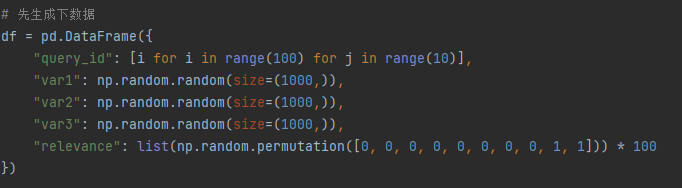 # 先生成下数据
df = pd.DataFrame({
    "query_id": [i for i in range(100) for j in range(10)],
    "var1": np.random.random(size=(1000,)),
    "var2": np.random.random(size=(1000,)),
    "var3": np.random.random(size=(1000,)),
    "relevance": list(np.random.permutation([0, 0, 0, 0, 0, 0, 0, 0, 1, 1])) * 100
})